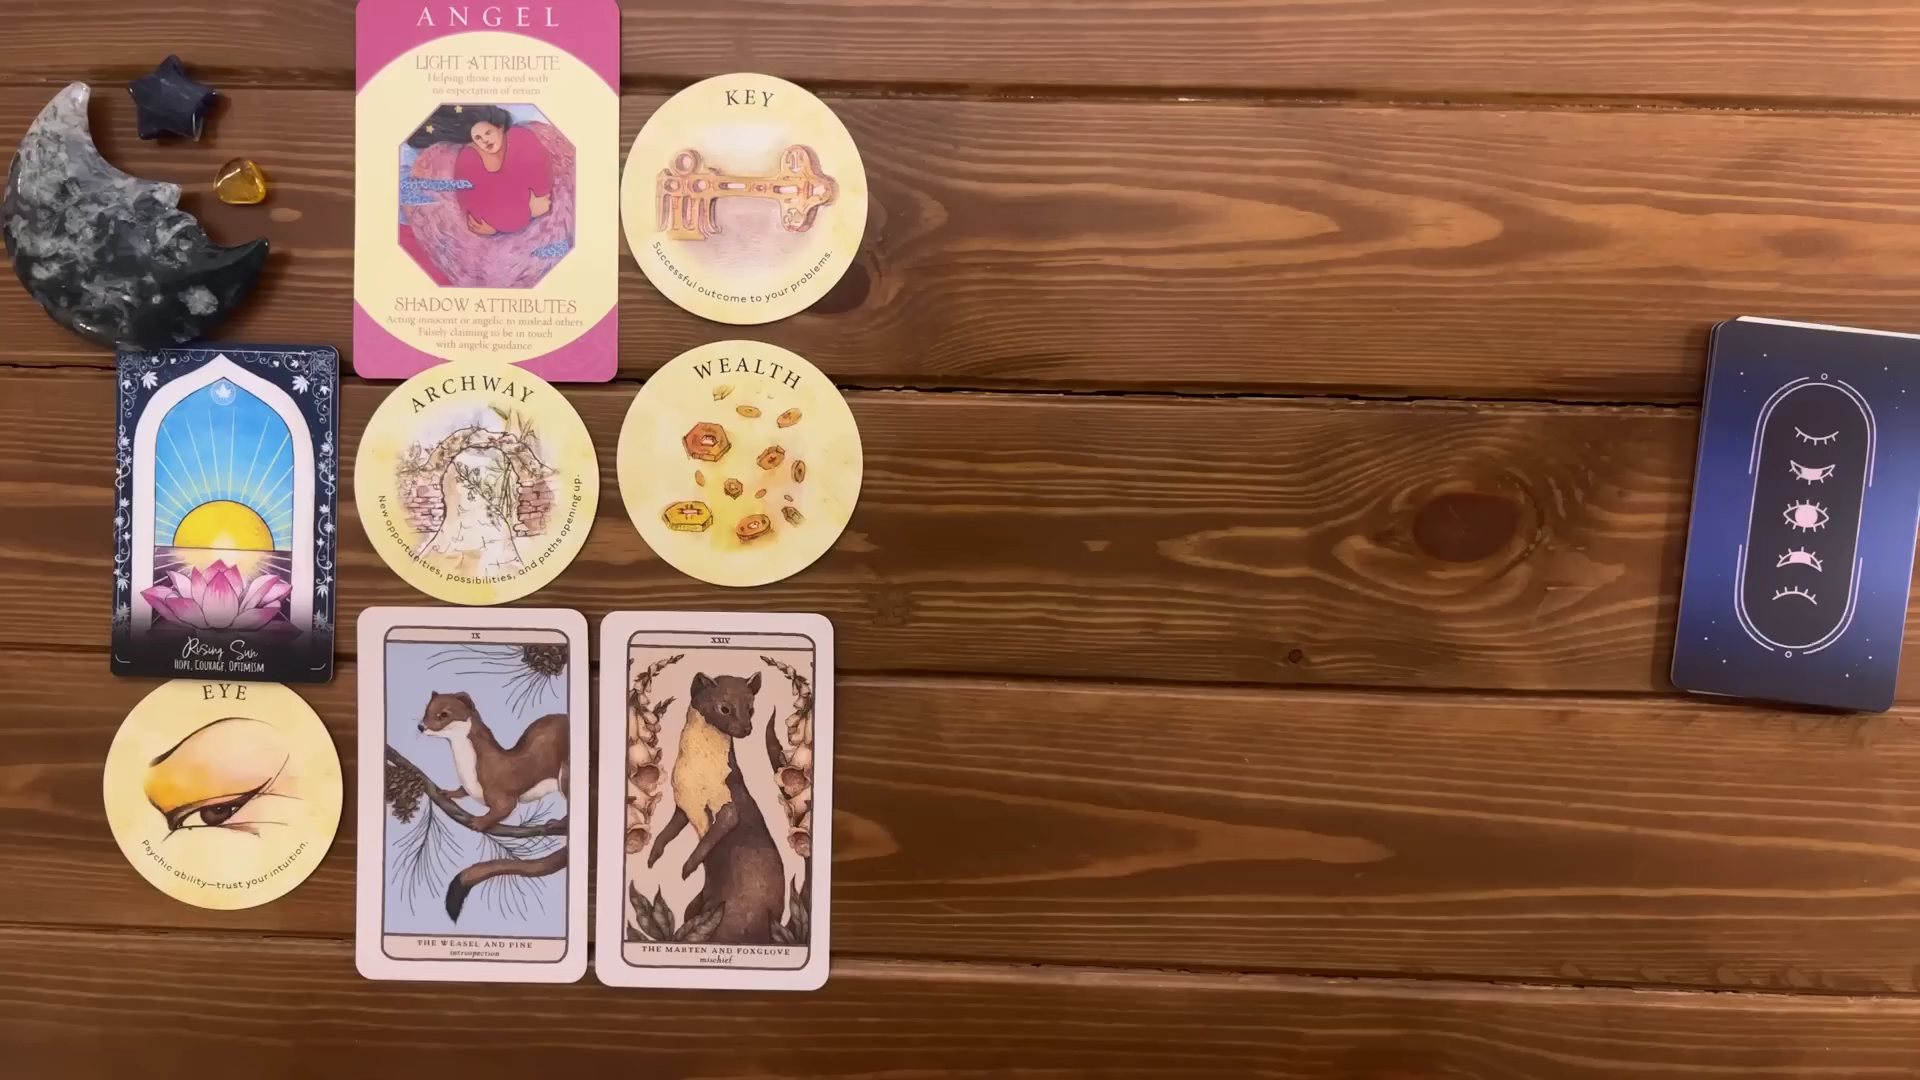 ANGEL
LIGHT ATTRIBUTE
Helping those in need with
no expectation of return
SHADOW ATTRIBUTES
Acting innocent or angelic to mislead others
Falsely claiming to be in touch
with angelic guidance
KEY
Successful outcome to your problems.
ARCHWAY
New opportunities, possibilities, and paths opening up.
WEALTH
Rising Sun
HOPE, COURAGE, OPTIMISM
EYE
Psychic ability—trust your intuition.
IX
THE WEASEL AND PINE
introspection
XXIV
THE MARTEN AND FOXGLOVE
mischief